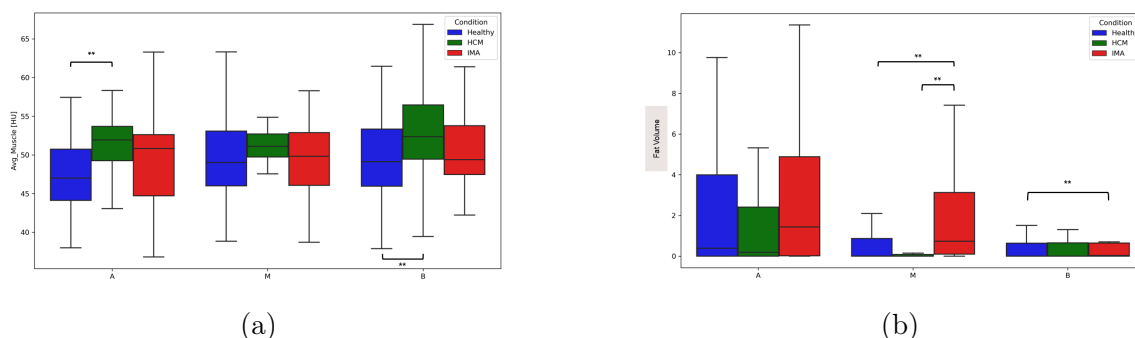 Condition
Healthy
HCM
IMA
**
**
65
60
55
50
45
40
Avg_Muscle [HU]
A M B
(a)
Condition
Healthy
HCM
IMA
**
**
**
10
8
6
4
2
0
Fat Volume
A M B
(b)